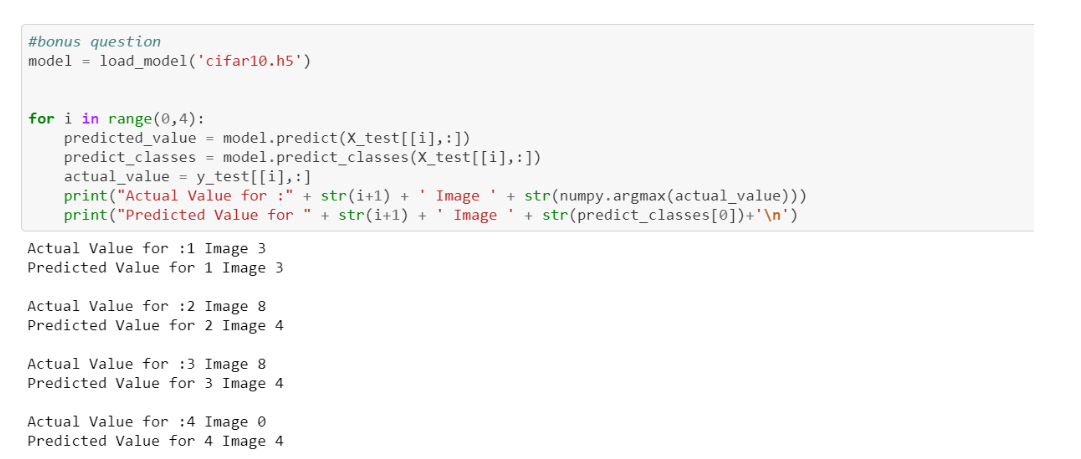 #bonus question
model = load_model('cifar10.h5')
for i in range(0,4):
    predicted_value = model.predict(X_test[[i],:])
    predict_classes = model.predict_classes(X_test[[i],:])
    actual_value = y_test[[i],:]
    print("Actual Value for :" + str(i+1) + ' Image ' + str(numpy.argmax(actual_value)))
    print("Predicted Value for " + str(i+1) + ' Image ' + str(predict_classes[0])+'\n')
Actual Value for :1 Image 3
Predicted Value for 1 Image 3
Actual Value for :2 Image 8
Predicted Value for 2 Image 4
Actual Value for :3 Image 8
Predicted Value for 3 Image 4
Actual Value for :4 Image 0
Predicted Value for 4 Image 4